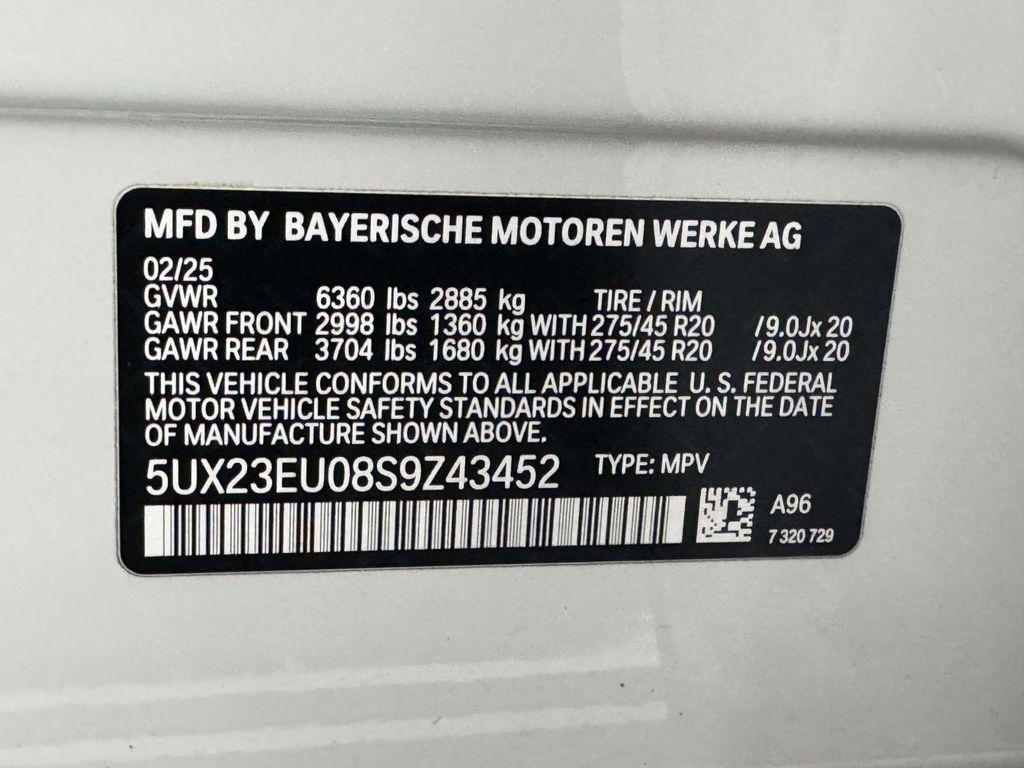 MFD BY BAYERISCHE MOTOREN WERKE AG
02/25
GVWR 6360 lbs 2885 kg TIRE / RIM
GAWR FRONT 2998 lbs 1360 kg WITH 275/45 R20 /9.0Jx 20
GAWR REAR 3704 lbs 1680 kg WITH 275/45 R20 /9.0Jx 20
THIS VEHICLE CONFORMS TO ALL APPLICABLE U. S. FEDERAL
MOTOR VEHICLE SAFETY STANDARDS IN EFFECT ON THE DATE
OF MANUFACTURE SHOWN ABOVE.
5UX23EU08S9Z43452 TYPE: MPV
A96
7 320 729